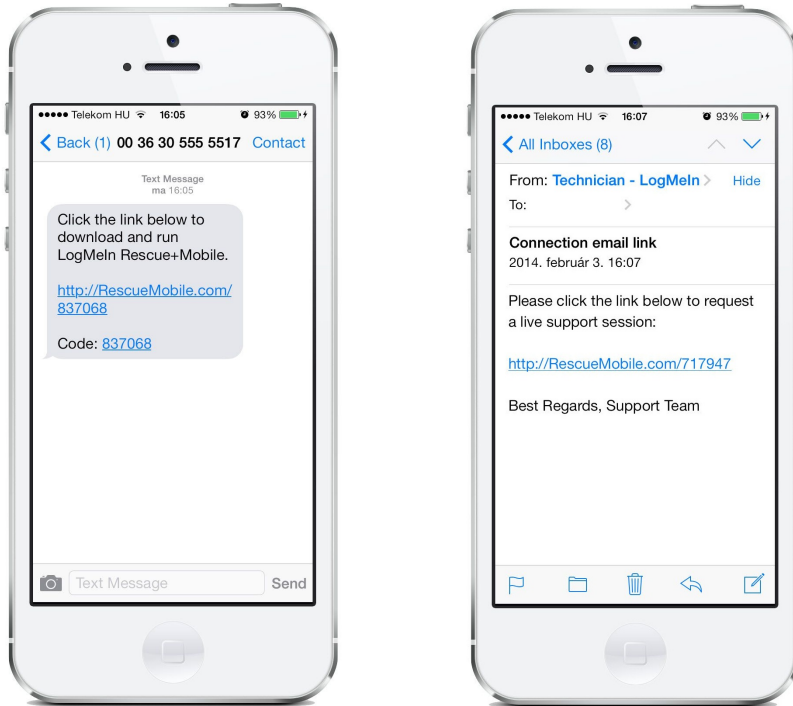 Telekom HU 16:05 93%
Back (1) 00 36 30 555 5517 Contact
Text Message
ma 16:05
Click the link below to
download and run
LogMeIn Rescue+Mobile.
http://RescueMobile.com/
837068
Code: 837068
Text Message Send
Telekom HU 16:07 93%
All Inboxes (8)
From: Technician - LogMeIn Hide
To:
Connection email link
2014. február 3. 16:07
Please click the link below to request
a live support session:
http://RescueMobile.com/717947
Best Regards, Support Team